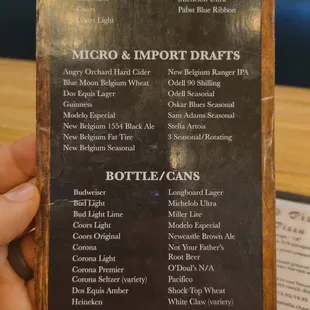 Coors
Coors Light
Michelob Ultra
Pabst Blue Ribbon
MICRO & IMPORT DRAFTS
Angry Orchard Hard Cider
Blue Moon Belgium Wheat
Dos Equis Lager
Guinness
Modelo Especial
New Belgium 1554 Black Ale
New Belgium Fat Tire
New Belgium Seasonal
New Belgium Ranger IPA
Odell 90 Shilling
Odell Seasonal
Oskar Blues Seasonal
Sam Adams Seasonal
Stella Artois
3 Seasonal/Rotating
BOTTLE/CANS
Budweiser
Bud Light
Bud Light Lime
Coors Light
Coors Original
Corona
Corona Light
Corona Premier
Corona Seltzer (variety)
Dos Equis Amber
Heineken
Longboard Lager
Michelob Ultra
Miller Lite
Modelo Especial
Newcastle Brown Ale
Not Your Father's
Root Beer
O'Doul's N/A
Pacifico
Shock Top Wheat
White Claw (variety)